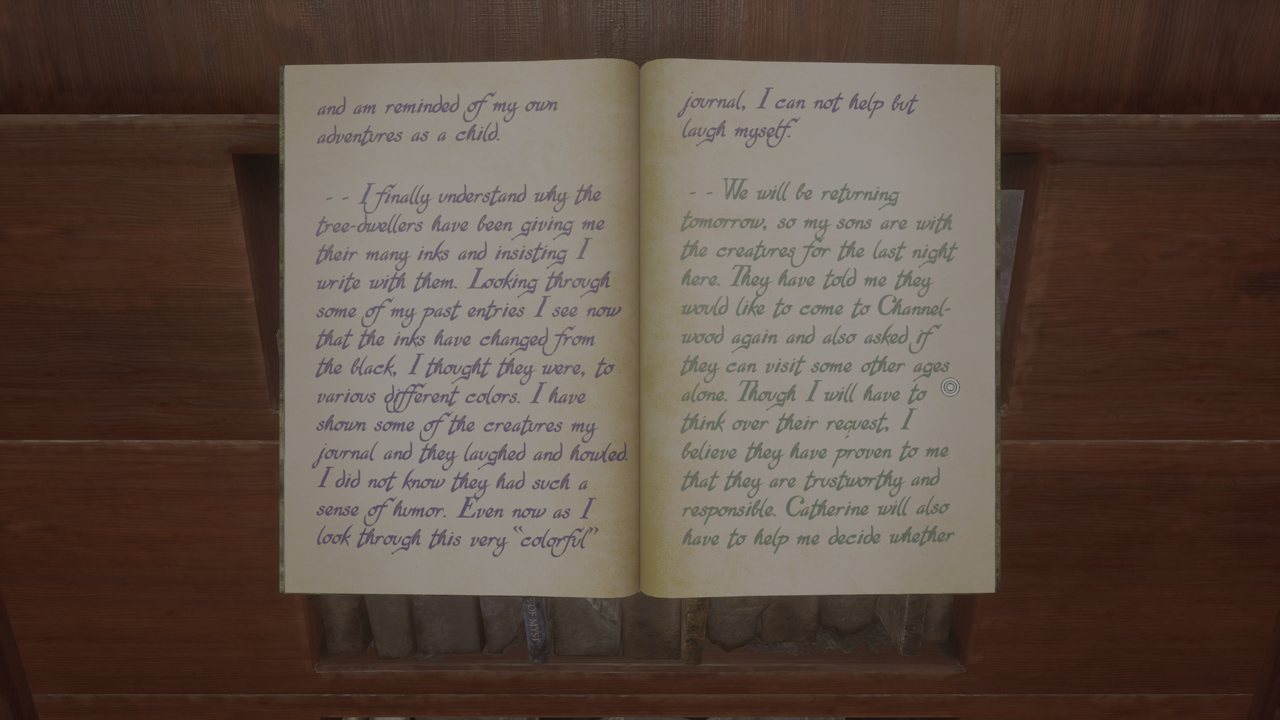 and am reminded of my own
adventures as a child.
- - I finally understand why the
tree-dwellers have been giving me
their many inks and insisting I
write with them. Looking through
some of my past entries I see now
that the inks have changed from
the black, I thought they were, to
various different colors. I have
shown some of the creatures my
journal and they laughed and howled.
I did not know they had such a
sense of humor. Even now as I
look through this very “colorful”
journal, I can not help but
laugh myself.
- - We will be returning
tomorrow, so my sons are with
the creatures for the last night
here. They have told me they
would like to come to Channel-
wood again and also asked if
they can visit some other ages
alone. Though I will have to
think over their request, I
believe they have proven to me
that they are trustworthy and
responsible. Catherine will also
have to help me decide whether
OF MYST